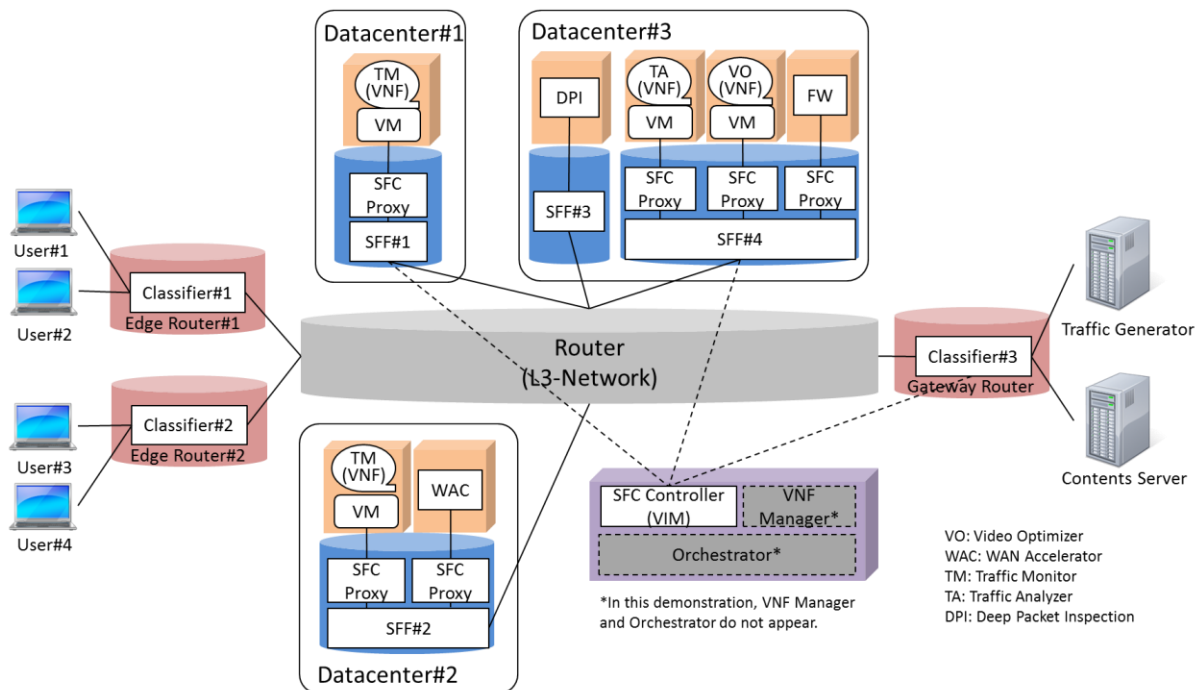 Datacenter#1
TM
(VNF)
VM
SFC
Proxy
SFF#1
Datacenter#3
DPI
SFF#3
TA
(VNF)
VM
SFC
Proxy
VO
(VNF)
VM
SFC
Proxy
FW
SFC
Proxy
SFF#4
User#1
User#2
Classifier#1
Edge Router#1
User#3
User#4
Classifier#2
Edge Router#2
Router
(L3-Network)
Classifier#3
Gateway Router
Traffic Generator
Contents Server
TM
(VNF)
VM
SFC
Proxy
WAC
SFC
Proxy
SFF#2
Datacenter#2
SFC Controller
(VIM)
VNF
Manager*
Orchestrator*
*In this demonstration, VNF Manager
and Orchestrator do not appear.
VO: Video Optimizer
WAC: WAN Accelerator
TM: Traffic Monitor
TA: Traffic Analyzer
DPI: Deep Packet Inspection